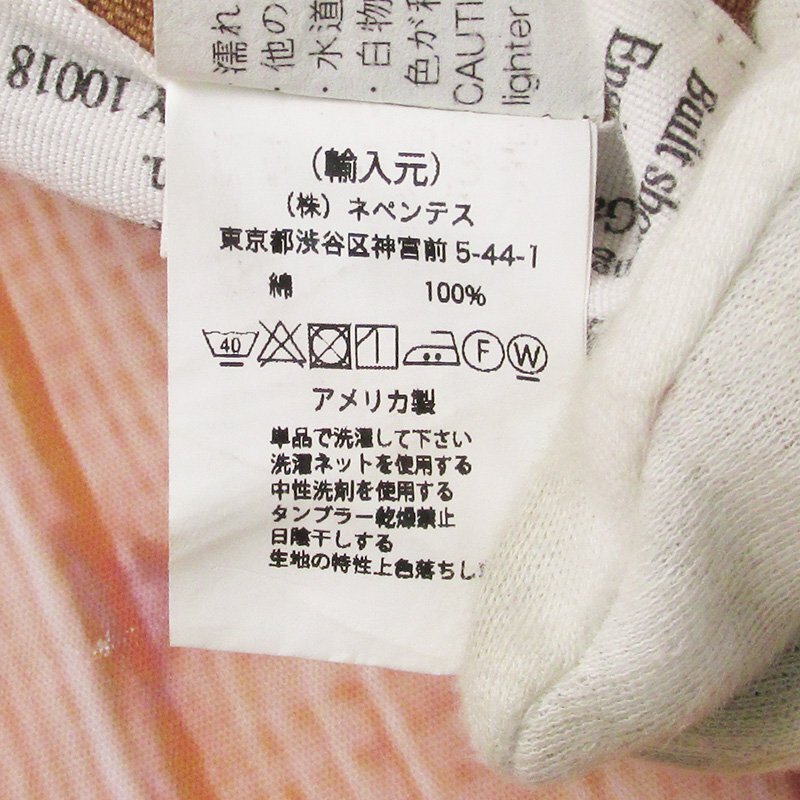 濡れ
・他の
・水道
・白物
色が
CAUTI
lighter
Y 10018
Built
(輸入元)
(株) ネペンテス
東京都渋谷区神宮前 5-44-1
綿 100%
40 F W
アメリカ製
単品で洗濯して下さい
洗濯ネットを使用する
中性洗剤を使用する
タンブラー乾燥禁止
日陰干しする
生地の特性上色落ちし